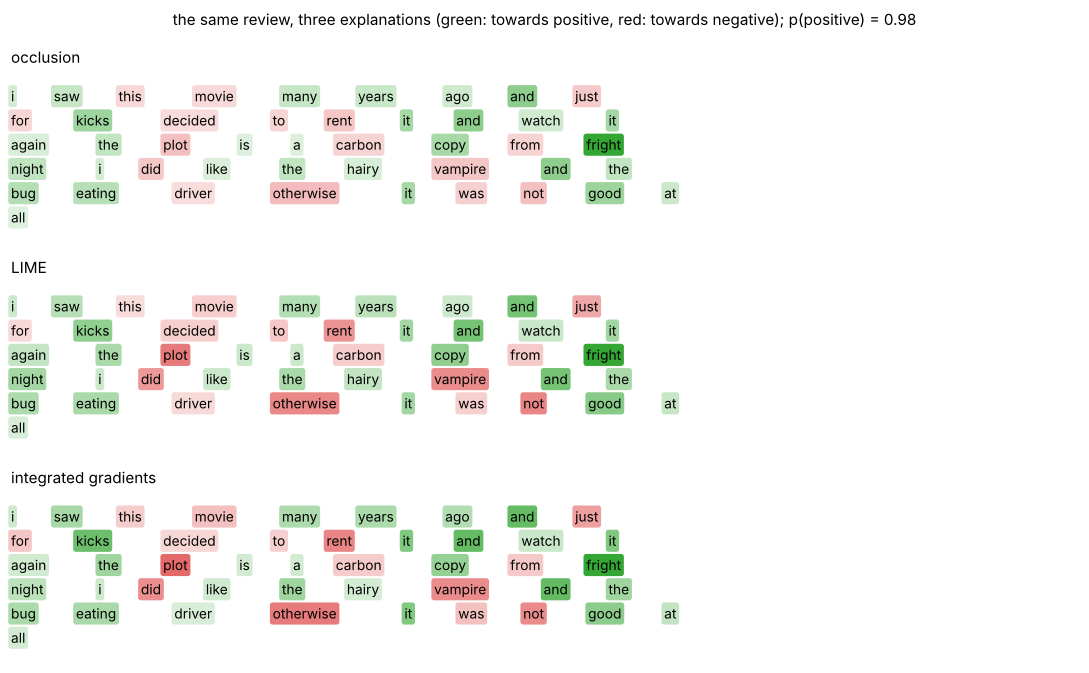 the same review, three explanations (green: towards positive, red: towards negative); p(positive) = 0.98
occlusion
i saw this movie many years ago and just
for kicks decided to rent it and watch it
again the plot is a carbon copy from fright
night i did like the hairy vampire and the
bug eating driver otherwise it was not good at
all
LIME
i saw this movie many years ago and just
for kicks decided to rent it and watch it
again the plot is a carbon copy from fright
night i did like the hairy vampire and the
bug eating driver otherwise it was not good at
all
integrated gradients
i saw this movie many years ago and just
for kicks decided to rent it and watch it
again the plot is a carbon copy from fright
night i did like the hairy vampire and the
bug eating driver otherwise it was not good at
all